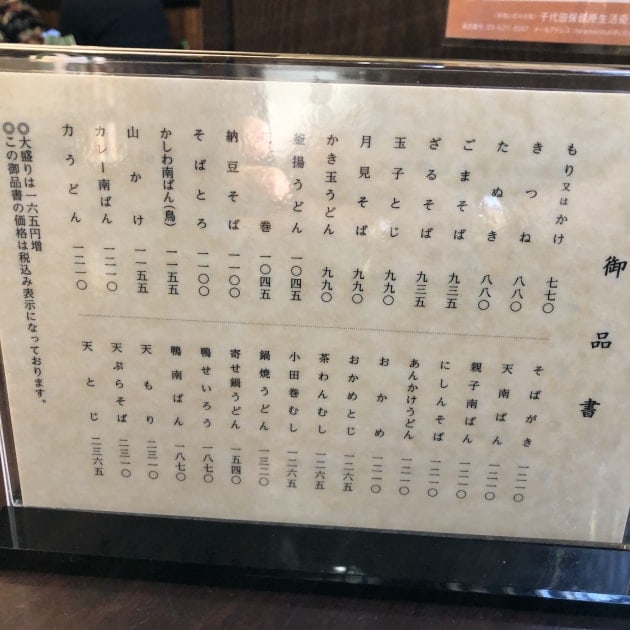 千代田保健所生活衛
御品書
もり又はかけ 七七〇
きつね 八八〇
たぬき 八八〇
ごまそば 九三五
ざるそば 九三五
玉子とじ 九九〇
月見そば 九九〇
かき玉うどん 九九〇
釜揚うどん 一〇四五
巻 一〇四五
納豆そば 一一〇〇
そばとろ 一一〇〇
かしわ南ばん(鳥) 一一五五
山かけ 一一五五
カレー南ばん 一二一〇
力うどん 一二一〇
そばがき 一二一〇
天南ばん 一二一〇
親子南ばん 一二一〇
にしんそば 一二一〇
あんかけうどん 一二一〇
おかめ 一二一〇
おかめとじ 一二六五
茶わんむし 一二六五
小田巻むし 一二六五
鍋焼うどん 一三二〇
寄せ鍋うどん 一五四〇
鴨せいろう 一八七〇
鴨南ばん 一八七〇
天もり 二三一〇
天ぷらそば 二三一〇
天とじ 二三六五
◎大盛りは一六五円増
◎この御品書の価格は税込み表示になっております。